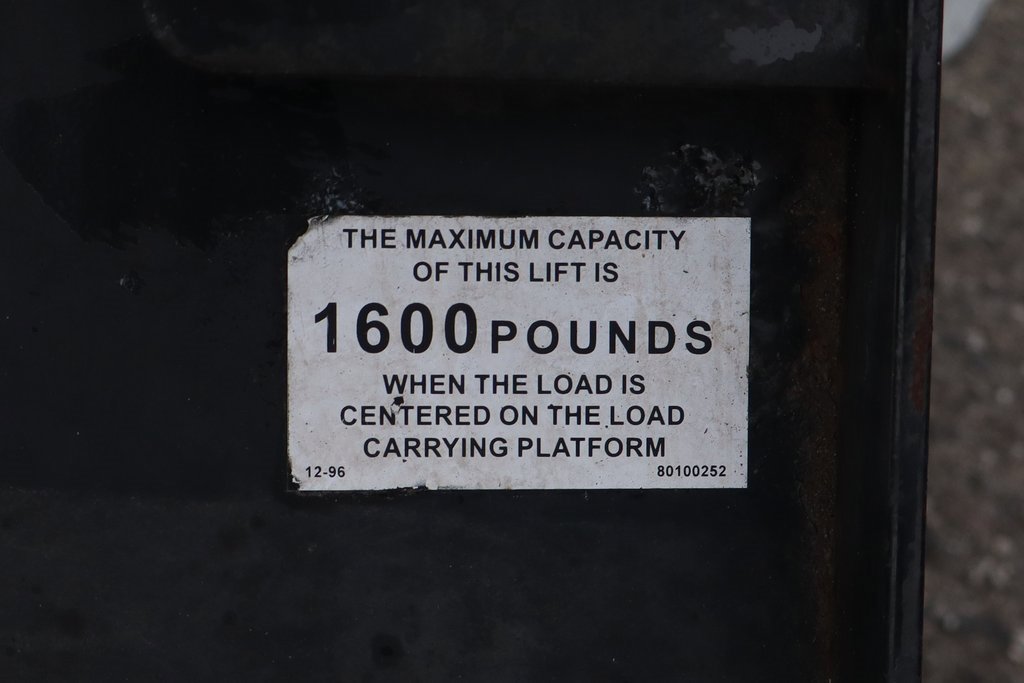 THE MAXIMUM CAPACITY
OF THIS LIFT IS
1600 POUNDS
WHEN THE LOAD IS
CENTERED ON THE LOAD
CARRYING PLATFORM
12-96 80100252